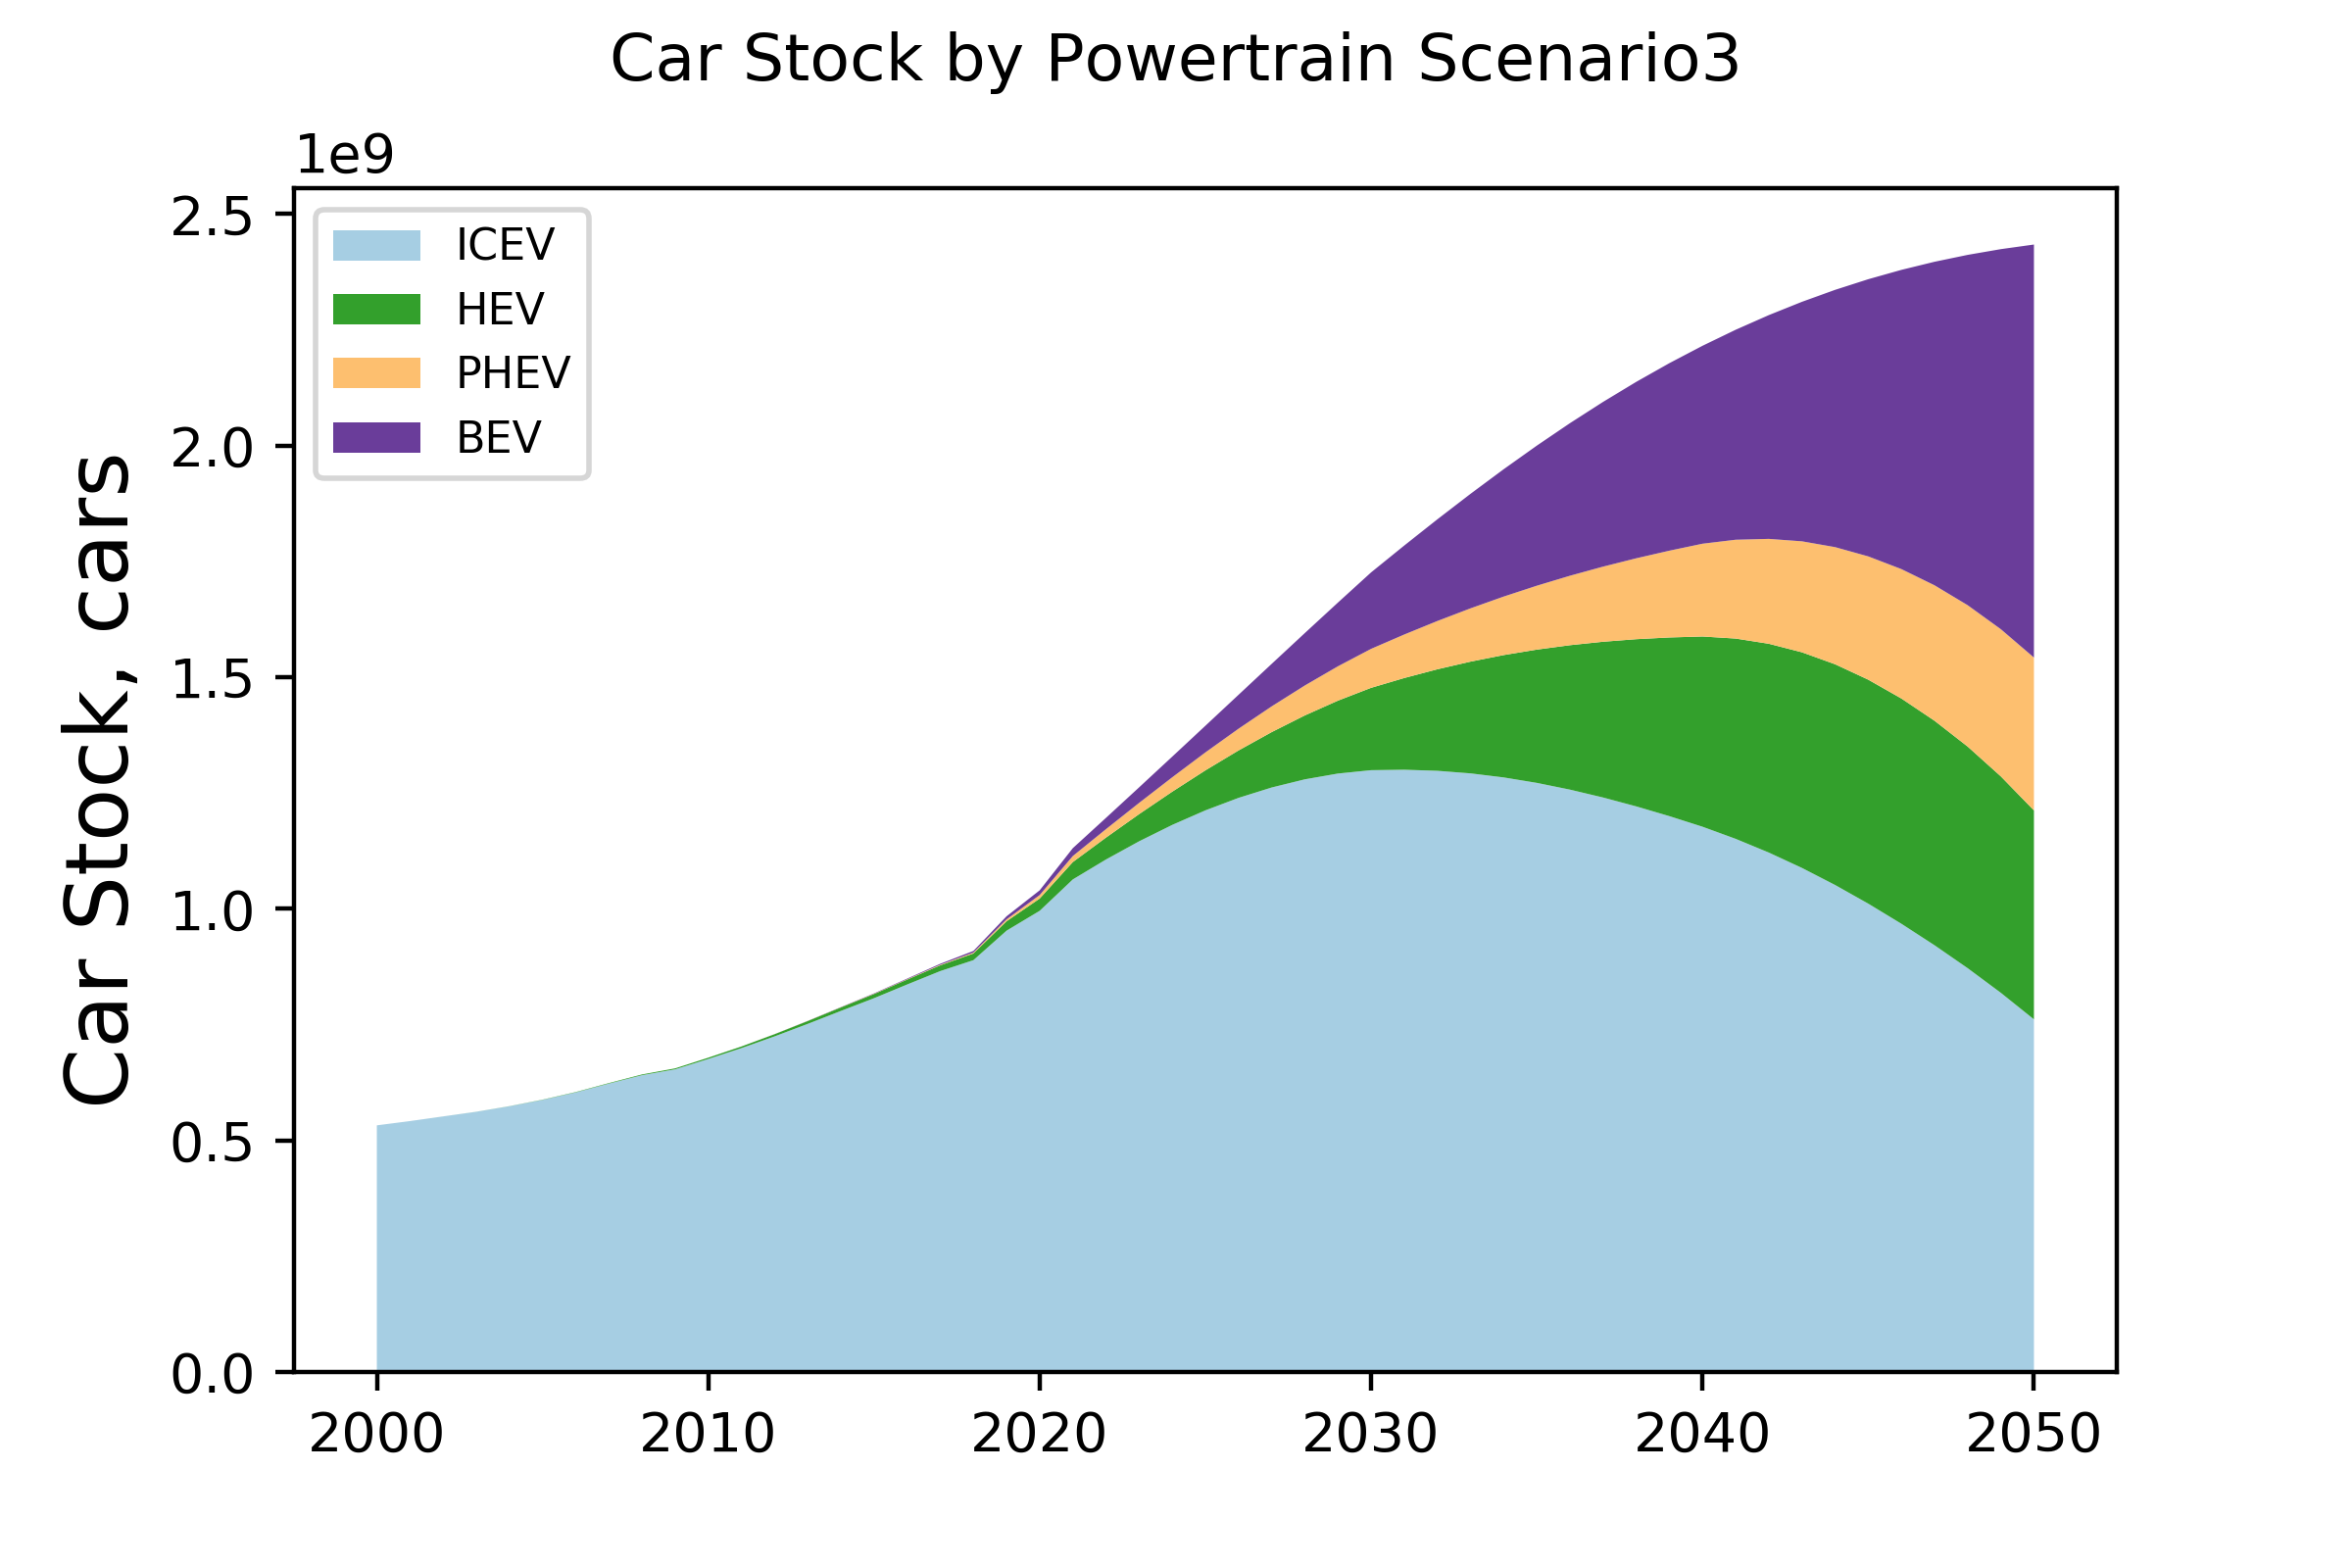 Car Stock by Powertrain Scenario3
1e9
2.5
2.0
1.5
1.0
0.5
0.0
Car Stock, cars
ICEV
HEV
PHEV
BEV
2000 2010 2020 2030 2040 2050